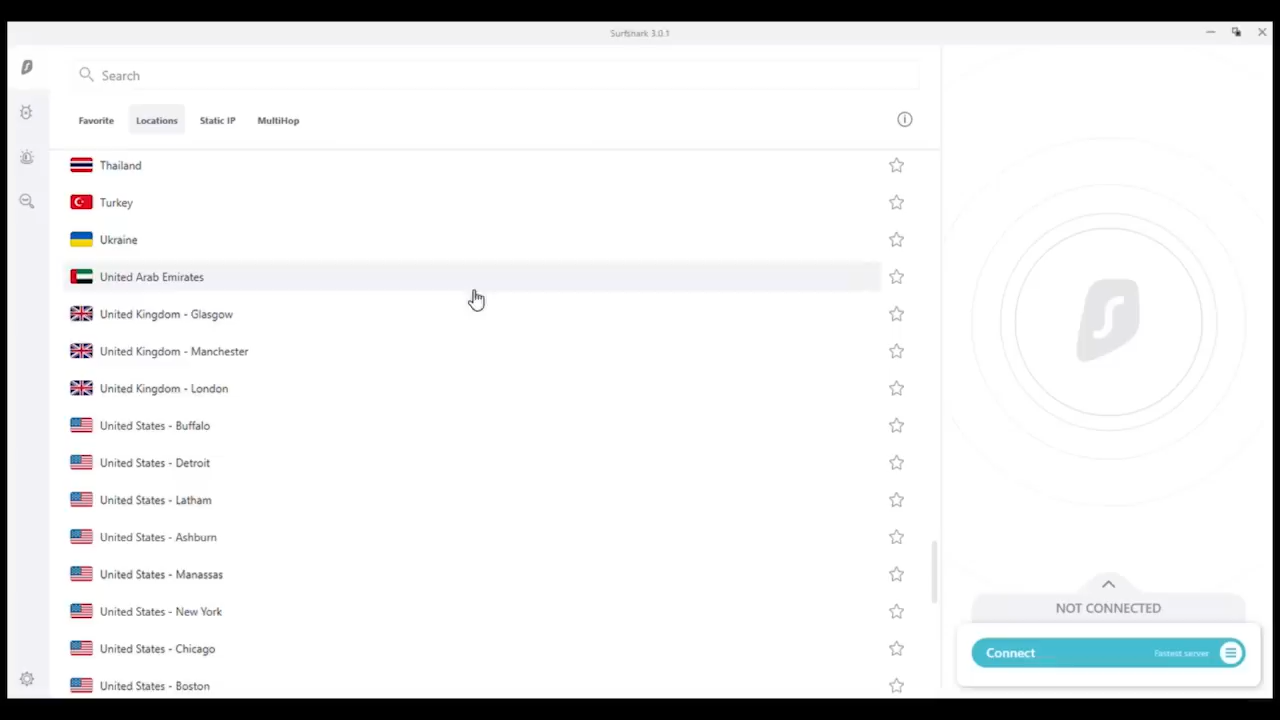 Surfshark 3.0.1
Search
Favorite
Locations
Static IP
MultiHop
Thailand
Turkey
Ukraine
United Arab Emirates
United Kingdom - Glasgow
United Kingdom - Manchester
United Kingdom - London
United States - Buffalo
United States - Detroit
United States - Latham
United States - Ashburn
United States - Manassas
United States - New York
United States - Chicago
United States - Boston
NOT CONNECTED
Connect
Fastest server